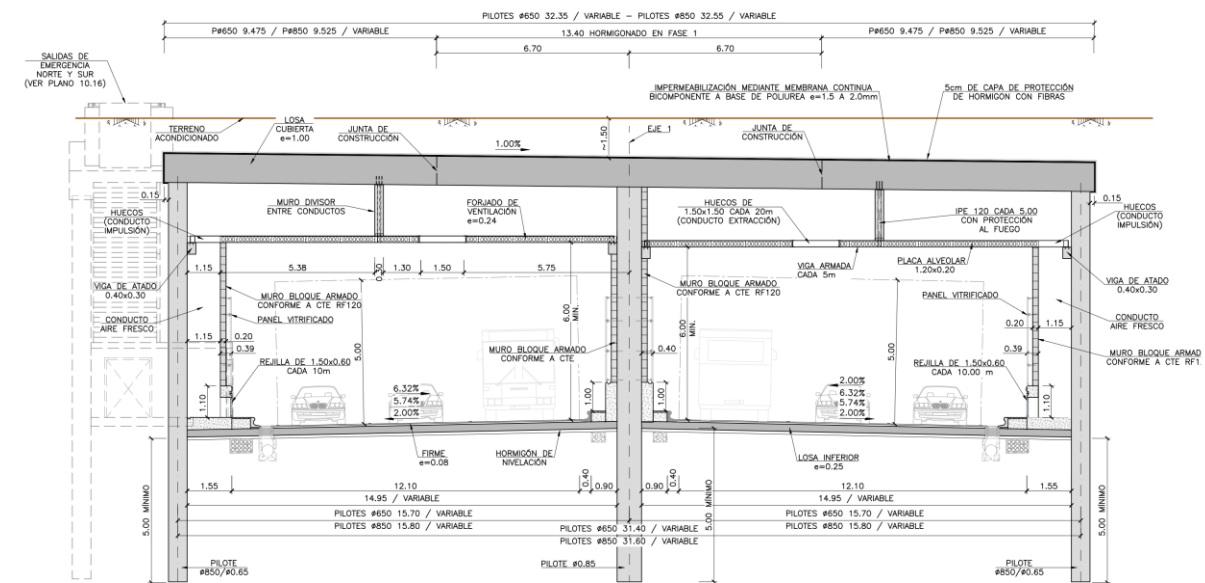 PILOTES ø650 32.35 / VARIABLE – PILOTES ø850 32.55 / VARIABLE
Pø650 9.475 / Pø850 9.525 / VARIABLE
13.40 HORMIGONADO EN FASE 1
Pø650 9.475 / Pø850 9.525 / VARIABLE
6.70
6.70
SALIDAS DE
EMERGENCIA
NORTE Y SUR
(VER PLANO 10.16)
IMPERMEABILIZACIÓN MEDIANTE MEMBRANA CONTINUA
BICOMPONENTE A BASE DE POLIUREA e=1.5 A 2.0mm
5cm DE CAPA DE PROTECCIÓN
DE HORMIGON CON FIBRAS
TERRENO
ACONDICIONADO
LOSA
CUBIERTA
e=1.00
JUNTA DE
CONSTRUCCIÓN
1.00%
~1.50
EJE 1
JUNTA DE
CONSTRUCCIÓN
0.15
HUECOS
(CONDUCTO
IMPULSIÓN)
MURO DIVISOR
ENTRE CONDUCTOS
FORJADO DE
VENTILACIÓN
e=0.24
HUECOS DE
1.50x1.50 CADA 20m
(CONDUCTO EXTRACCIÓN)
IPE 120 CADA 5.00
CON PROTECCIÓN
AL FUEGO
0.15
HUECOS
(CONDUCTO
IMPULSIÓN)
1.15
5.38
0.30
1.30
1.50
5.75
VIGA ARMADA
CADA 5m
PLACA ALVEOLAR
1.20x0.20
VIGA DE ATADO
0.40x0.30
MURO BLOQUE ARMADO
CONFORME A CTE RF120
MURO BLOQUE ARMADO
CONFORME A CTE RF120
VIGA DE ATADO
0.40x0.30
PANEL VITRIFICADO
PANEL VITRIFICADO
CONDUCTO
AIRE FRESCO
CONDUCTO
AIRE FRESCO
6.00
MIN.
6.00
MIN.
5.00
5.00
1.15
0.20
0.39
0.20
1.15
0.39
REJILLA DE 1.50x0.60
CADA 10m
MURO BLOQUE ARMADO
CONFORME A CTE
0.40
REJILLA DE 1.50x0.60
CADA 10.00 m
MURO BLOQUE ARMAD
CONFORME A CTE RF1
1.10
6.32%
5.74%
2.00%
1.00
1.00
2.00%
6.32%
5.74%
2.00%
1.10
FIRME
e=0.08
HORMIGÓN DE
NIVELACIÓN
LOSA INFERIOR
e=0.25
1.55
12.10
0.40
0.90
0.90
0.40
12.10
1.55
14.95 / VARIABLE
14.95 / VARIABLE
PILOTES ø650 15.70 / VARIABLE
PILOTES ø650 15.70 / VARIABLE
PILOTES ø850 15.80 / VARIABLE
PILOTES ø850 15.80 / VARIABLE
PILOTES ø650 31.40 / VARIABLE
PILOTES ø850 31.60 / VARIABLE
5.00 MÍNIMO
5.00 MÍNIMO
5.00 MÍNIMO
PILOTE
ø850/ø0.65
PILOTE ø0.85
PILOTE
ø850/ø0.65